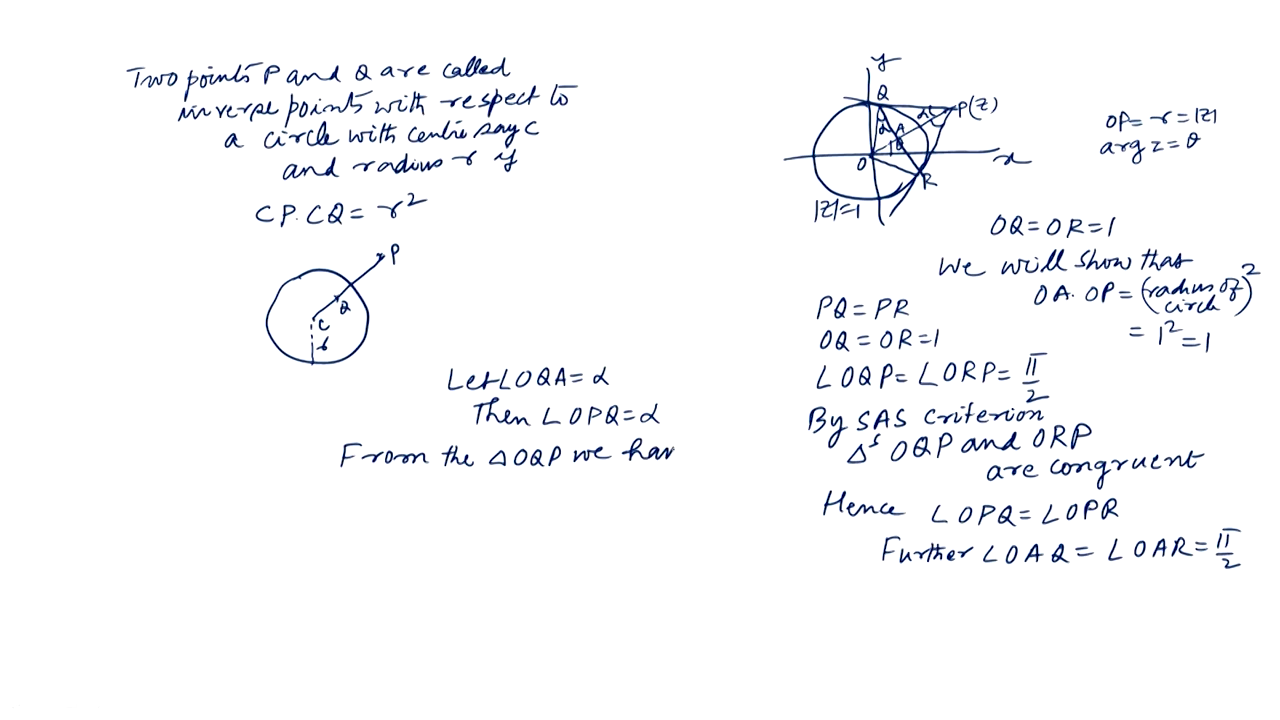 Two points P and Q are called
inverse points with respect to
a circle with centre say C
and radius r if
CP.CQ = r²
P
Q
C
r
Let ∠OQA = α
Then ∠OPQ = α
From the ΔOQP we hav
y
Q
α P(z)
α A
θ
O x
R
|z|=1
OP = r = |z|
arg z = θ
OQ = OR = 1
We will show that
OA. OP = (radius of circle)²
= 1² = 1
PQ = PR
OQ = OR = 1
∠OQP = ∠ORP = π/2
By SAS criterion
Δˢ OQP and ORP
are congruent
Hence ∠OPQ = ∠OPR
Further ∠OAQ = ∠OAR = π/2